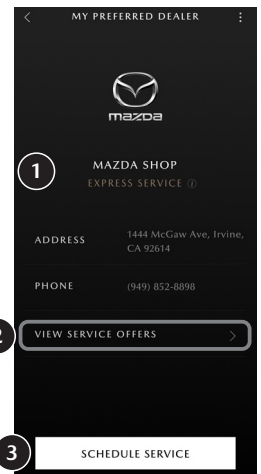 MY PREFERRED DEALER
mazda
1
MAZDA SHOP
EXPRESS SERVICE i
ADDRESS
1444 McGaw Ave, Irvine,
CA 92614
PHONE
(949) 852-8898
2
VIEW SERVICE OFFERS
3
SCHEDULE SERVICE